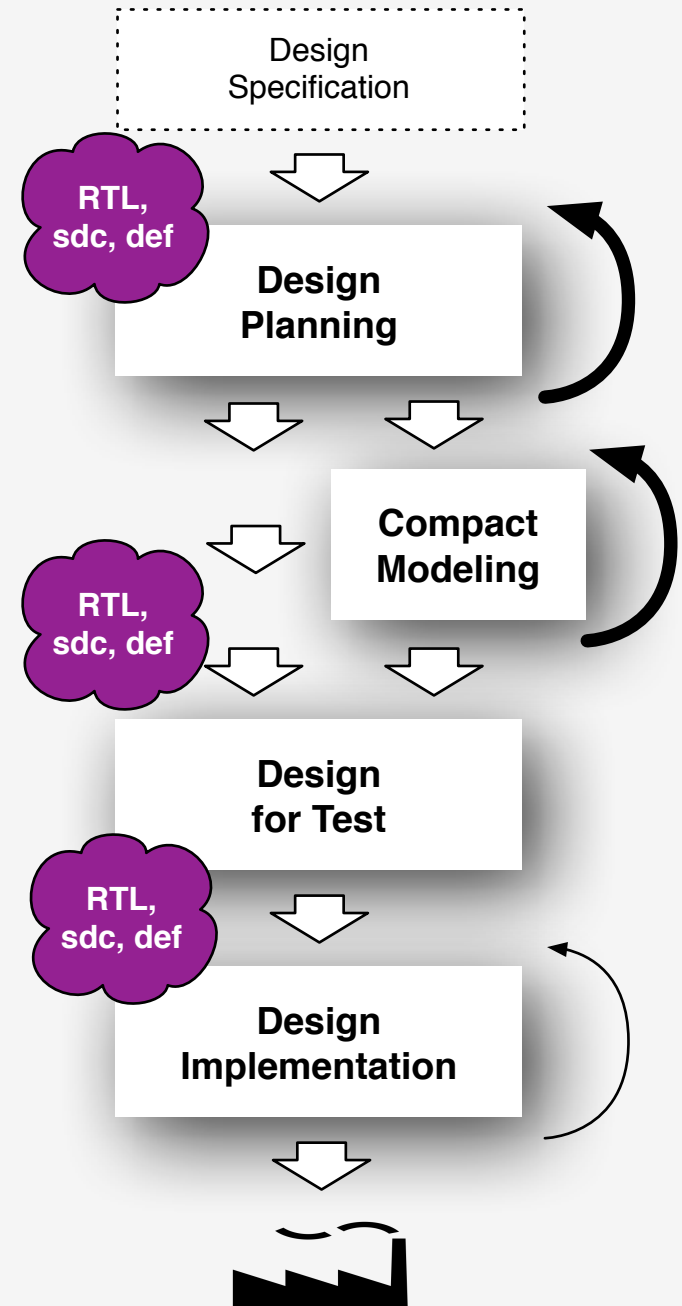 Design
Specification
RTL,
sdc, def
Design
Planning
Compact
Modeling
RTL,
sdc, def
Design
for Test
RTL,
sdc, def
Design
Implementation